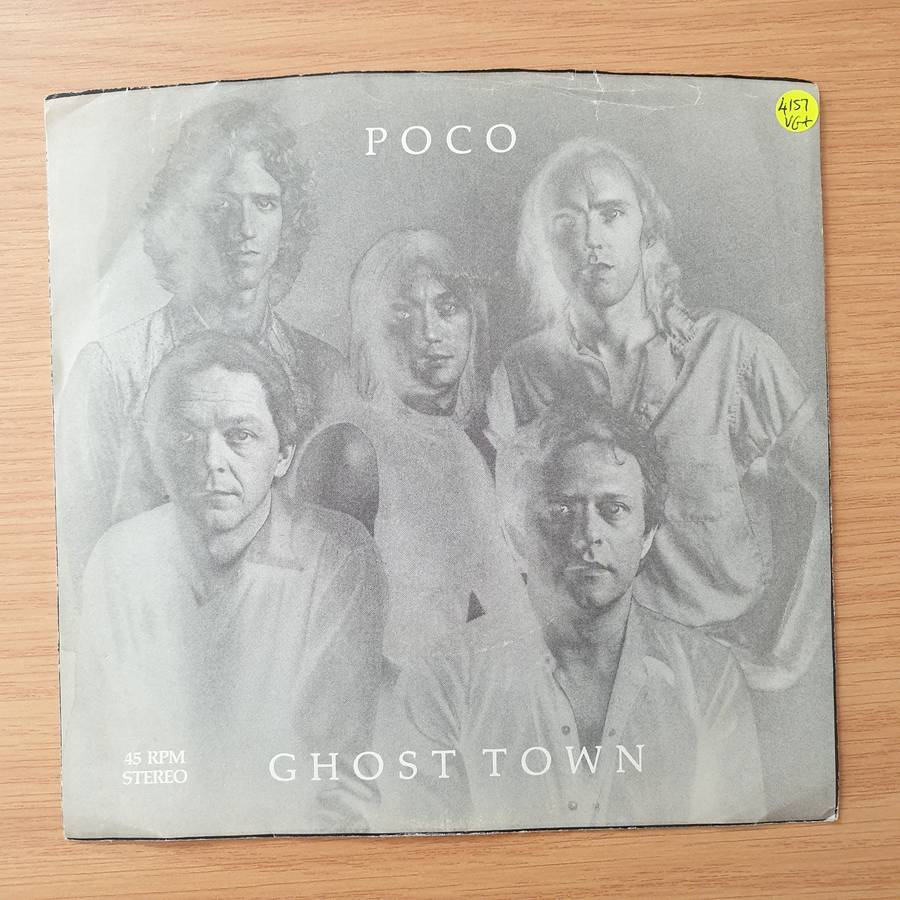 POCO
4157
VG+
45 RPM
STEREO
GHOST TOWN